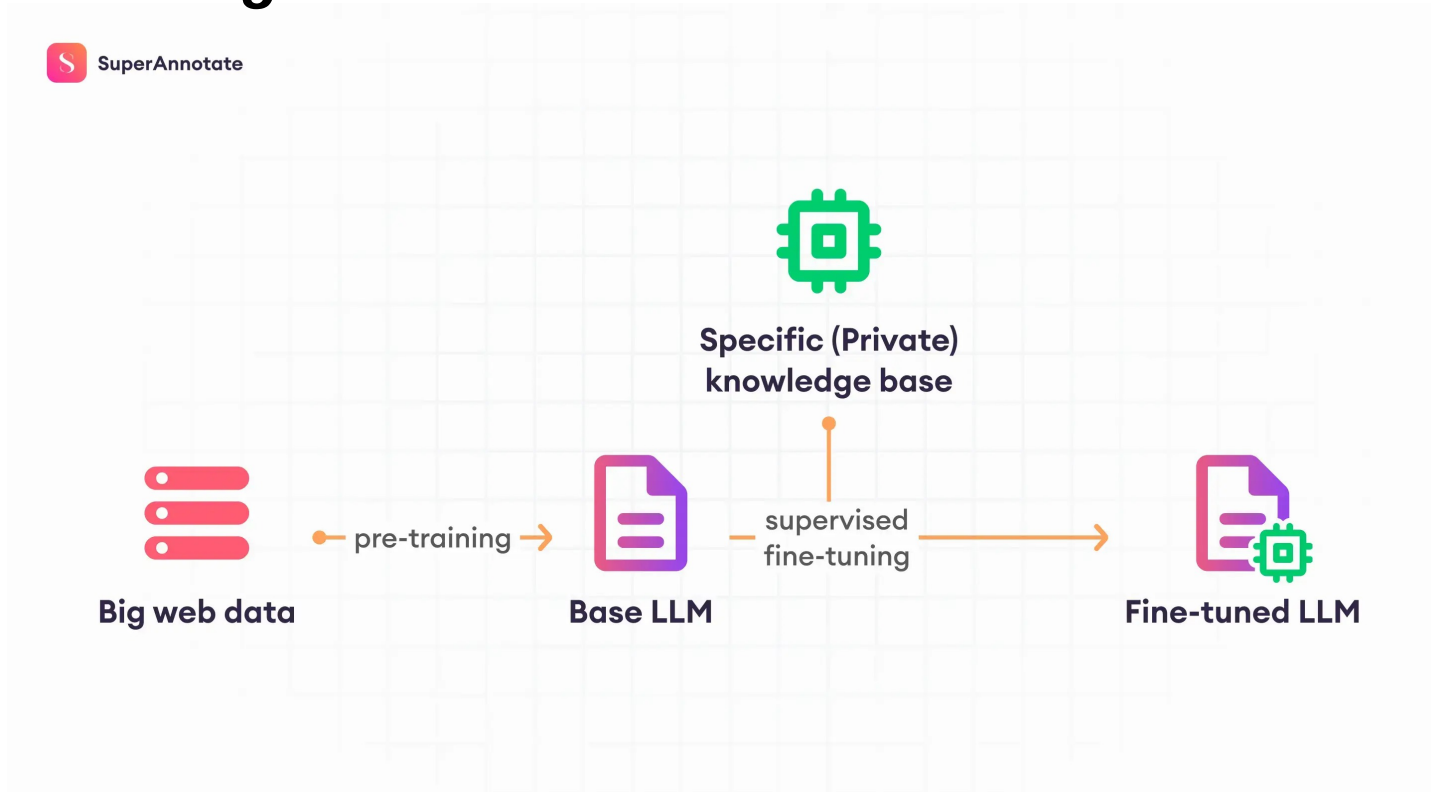 SuperAnnotate
Specific (Private)
knowledge base
pre-training
supervised
fine-tuning
Big web data
Base LLM
Fine-tuned LLM